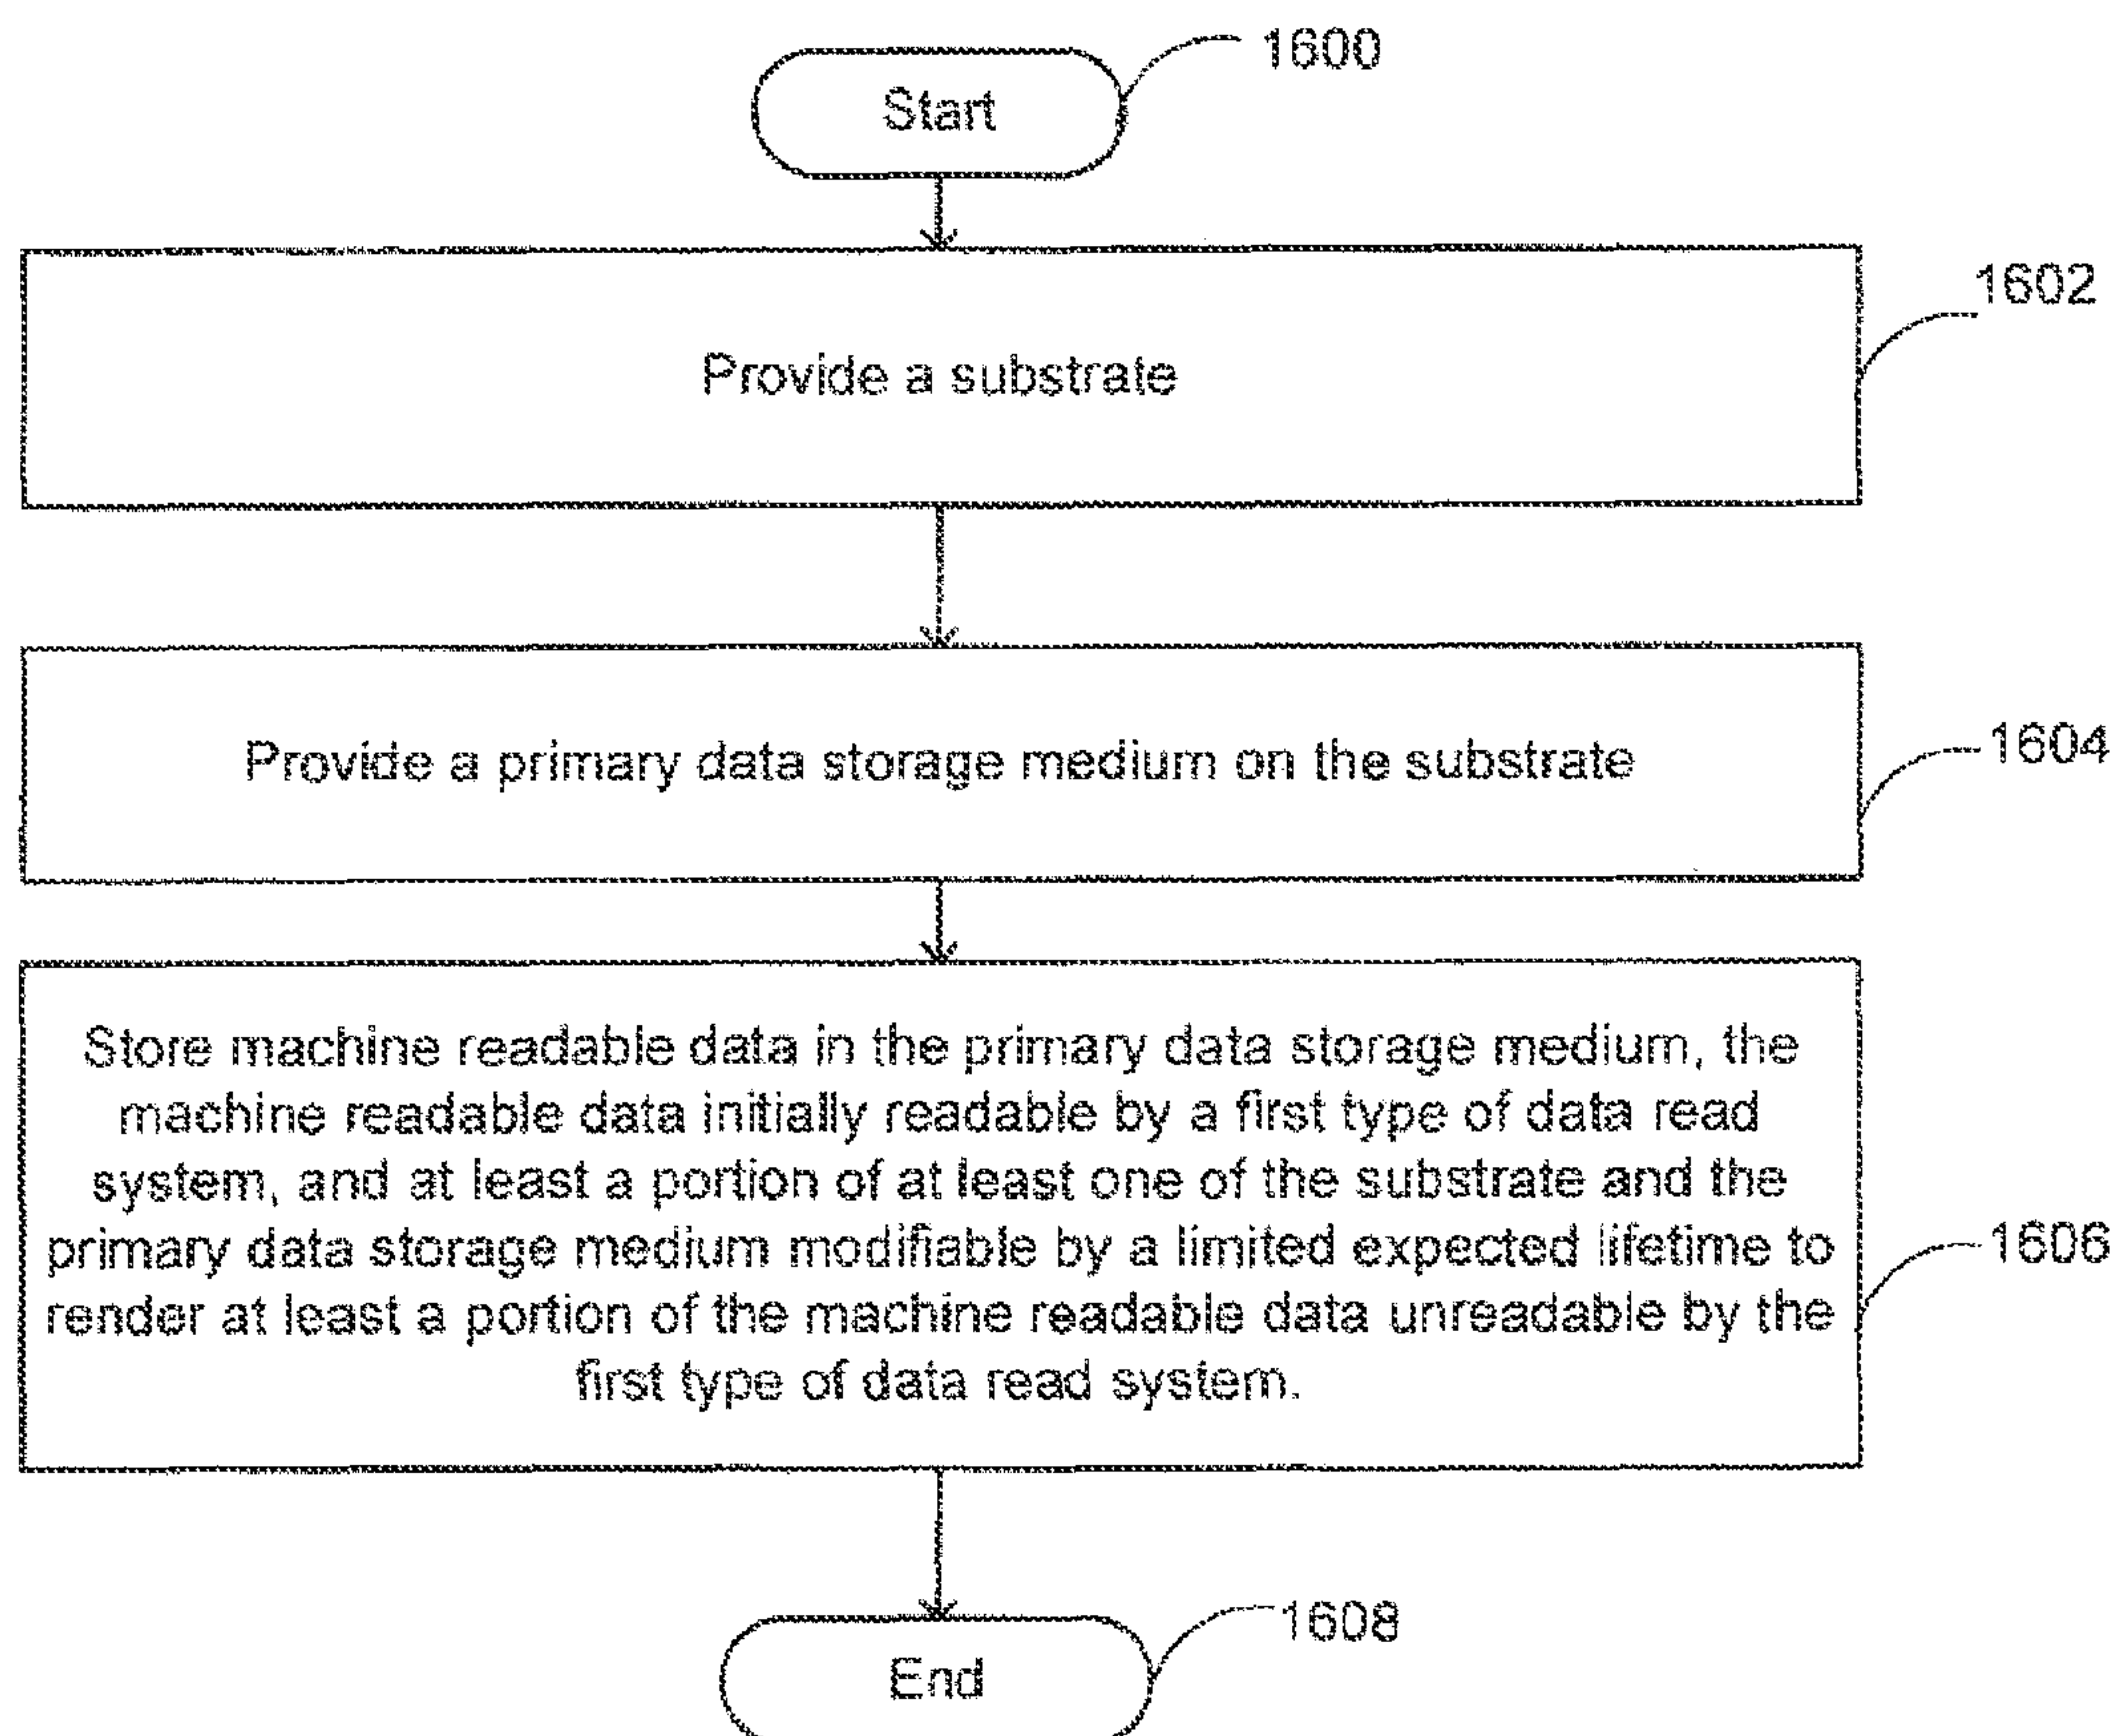 1600
Start
1602
Provide a substrate
1604
Provide a primary data storage medium on the substrate
Store machine readable data in the primary data storage medium, the
machine readable data initially readable by a first type of data read
system, and at least a portion of at least one of the substrate and the
primary data storage medium modifiable by a limited expected lifetime to
render at least a portion of the machine readable data unreadable by the
first type of data read system.
1606
1608
End